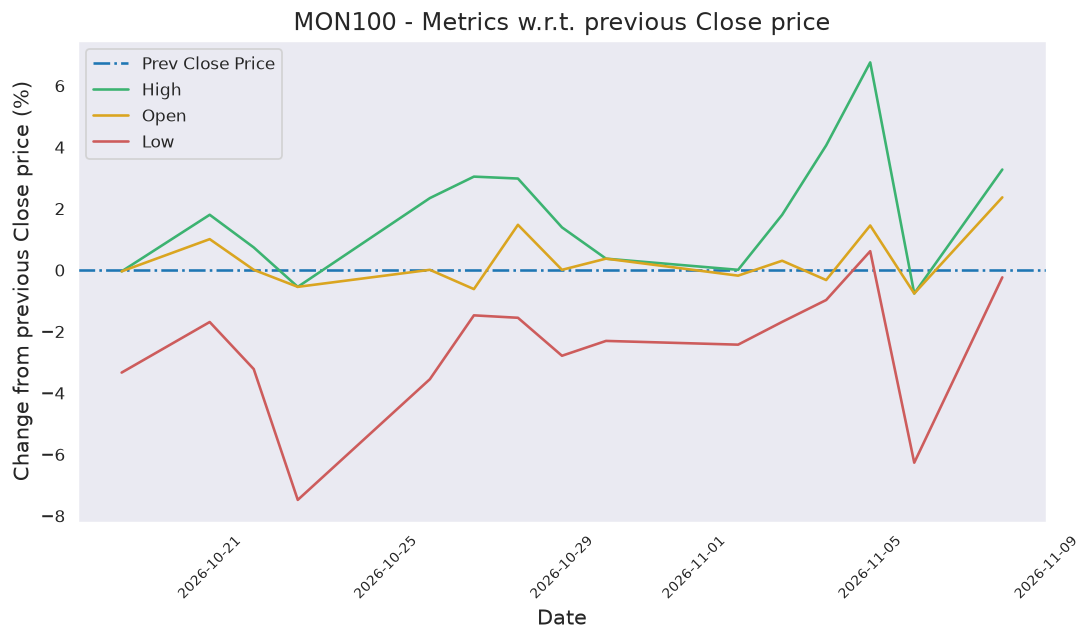 MON100 - Metrics w.r.t. previous Close price
Prev Close Price
High
Open
Low
Change from previous Close price (%)
6
4
2
0
−2
−4
−6
−8
2026-10-21
2026-10-25
2026-10-29
2026-11-01
2026-11-05
2026-11-09
Date